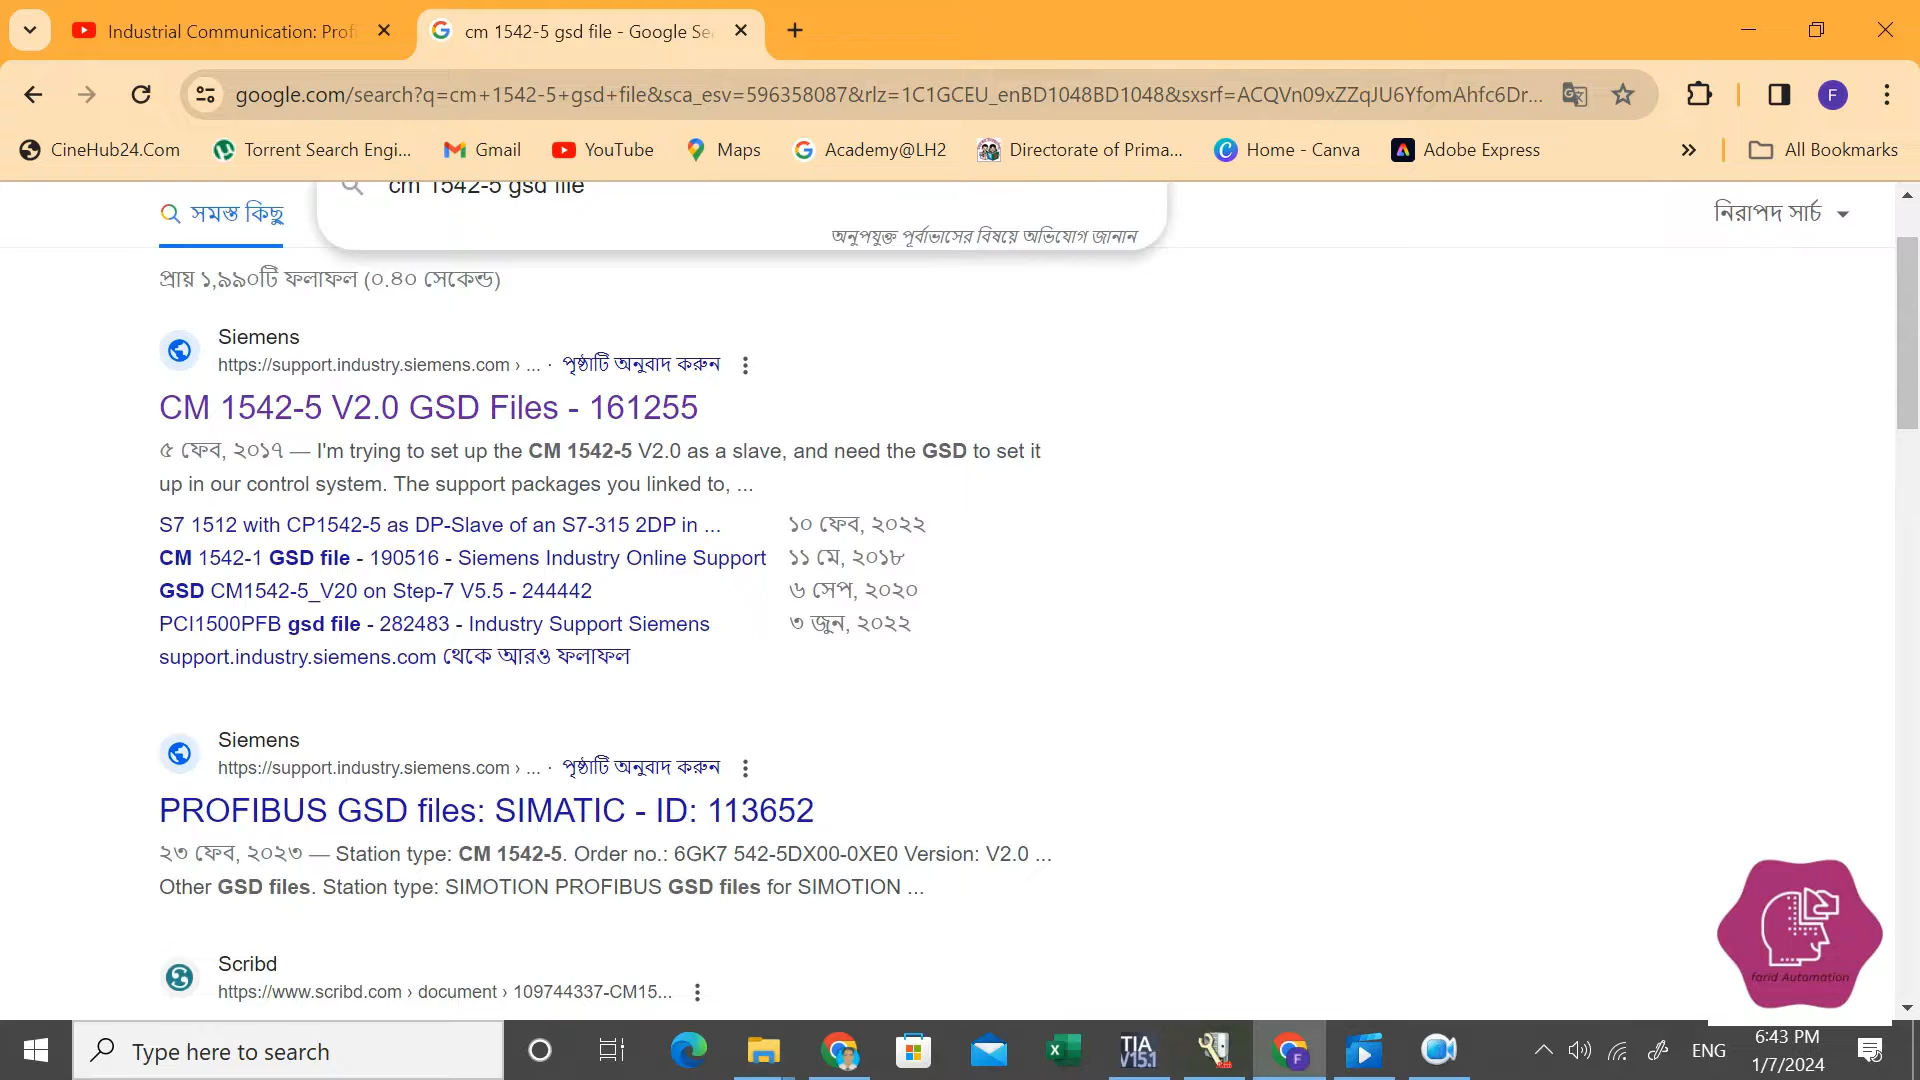 Industrial Communication: Prof
cm 1542-5 gsd file - Google Se
google.com/search?q=cm+1542-5+gsd+file&sca_esv=596358087&rlz=1C1GCEU_enBD1048BD1048&sxsrf=ACQVn09xZZqJU6YfomAhfc6Dr...
F
CineHub24.Com
Torrent Search Engi...
Gmail
YouTube
Maps
Academy@LH2
Directorate of Prima...
Home - Canva
Adobe Express
All Bookmarks
cm 1542-5 gsd file
সমস্ত কিছু
নিরাপদ সার্চ
অনুপযুক্ত পূর্বাভাসের বিষয়ে অভিযোগ জানান
প্রায় ১,৯৯০টি ফলাফল (০.৪০ সেকেন্ড)
Siemens
https://support.industry.siemens.com › ... · পৃষ্ঠাটি অনুবাদ করুন
CM 1542-5 V2.0 GSD Files - 161255
৫ ফেব, ২০১৭ — I'm trying to set up the CM 1542-5 V2.0 as a slave, and need the GSD to set it
up in our control system. The support packages you linked to, ...
S7 1512 with CP1542-5 as DP-Slave of an S7-315 2DP in ... ১০ ফেব, ২০২২
CM 1542-1 GSD file - 190516 - Siemens Industry Online Support ১১ মে, ২০১৮
GSD CM1542-5_V20 on Step-7 V5.5 - 244442 ৬ সেপ, ২০২০
PCI1500PFB gsd file - 282483 - Industry Support Siemens ৩ জুন, ২০২২
support.industry.siemens.com থেকে আরও ফলাফল
Siemens
https://support.industry.siemens.com › ... · পৃষ্ঠাটি অনুবাদ করুন
PROFIBUS GSD files: SIMATIC - ID: 113652
২৩ ফেব, ২০২৩ — Station type: CM 1542-5. Order no.: 6GK7 542-5DX00-0XE0 Version: V2.0 ...
Other GSD files. Station type: SIMOTION PROFIBUS GSD files for SIMOTION ...
Scribd
https://www.scribd.com › document › 109744337-CM15...
farid Automation
Type here to search
TIA
V15.1
F
ENG
6:43 PM
1/7/2024